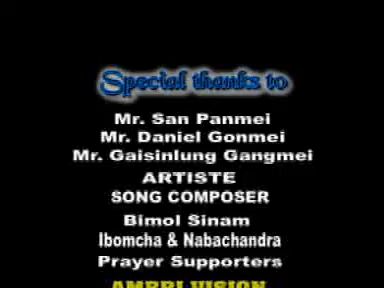 Special thanks to
Mr. San Panmei
Mr. Daniel Gonmei
Mr. Gaisinlung Gangmei
ARTISTE
SONG COMPOSER
Bimol Sinam
Ibomcha & Nabachandra
Prayer Supporters
VISION